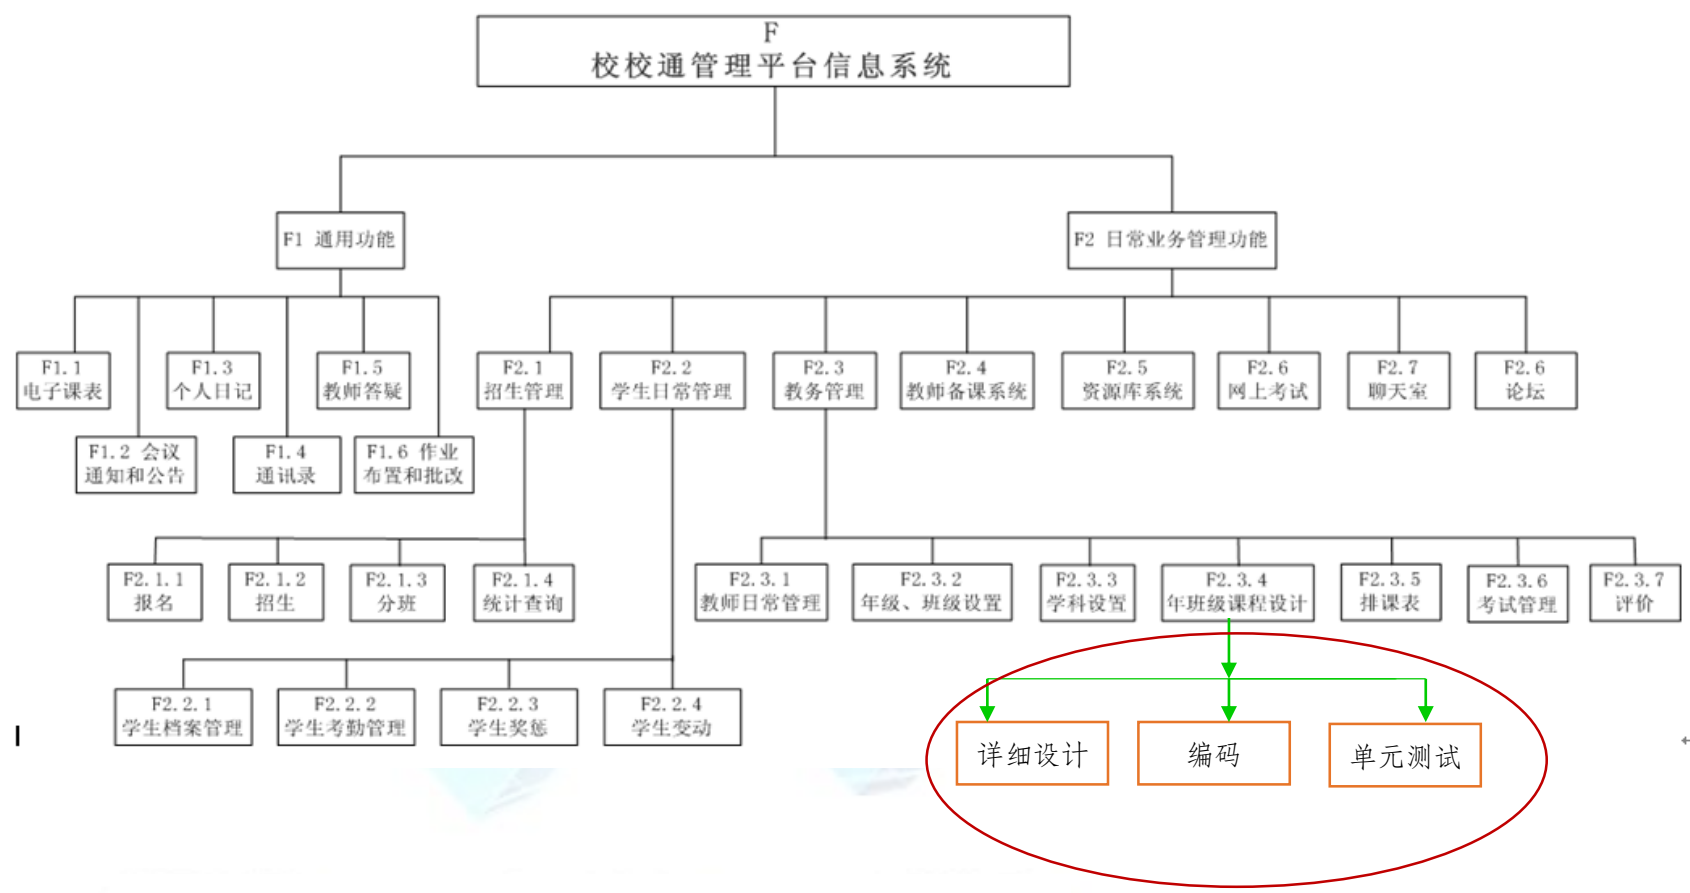 F
校校通管理平台信息系统
F1 通用功能
F2 日常业务管理功能
F1.1
电子课表
F1.3
个人日记
F1.5
教师答疑
F2.1
招生管理
F2.2
学生日常管理
F2.3
教务管理
F2.4
教师备课系统
F2.5
资源库系统
F2.6
网上考试
F2.7
聊天室
F2.6
论坛
F1.2 会议
通知和公告
F1.4
通讯录
F1.6 作业
布置和批改
F2.1.1
报名
F2.1.2
招生
F2.1.3
分班
F2.1.4
统计查询
F2.3.1
教师日常管理
F2.3.2
年级、班级设置
F2.3.3
学科设置
F2.3.4
年班级课程设计
F2.3.5
排课表
F2.3.6
考试管理
F2.3.7
评价
F2.2.1
学生档案管理
F2.2.2
学生考勤管理
F2.2.3
学生奖惩
F2.2.4
学生变动
详细设计
编码
单元测试